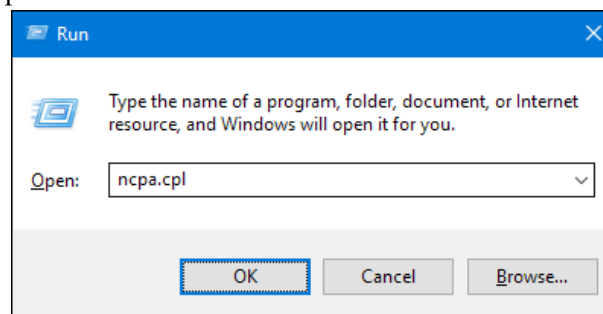 Run
Type the name of a program, folder, document, or Internet
resource, and Windows will open it for you.
Open: ncpa.cpl
OK Cancel Browse...